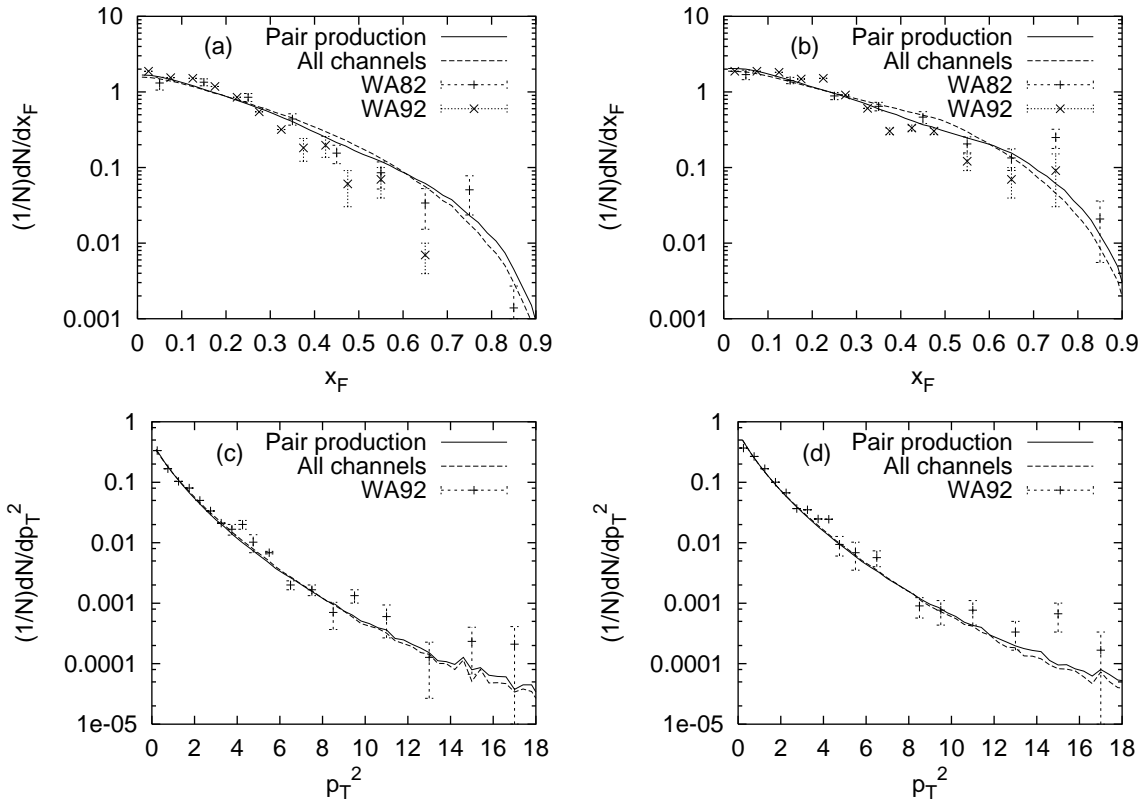 (a)
Pair production
All channels
WA82
WA92
10
1
0.1
0.01
0.001
(1/N)dN/dx_F
0 0.1 0.2 0.3 0.4 0.5 0.6 0.7 0.8 0.9
x_F
(b)
Pair production
All channels
WA82
WA92
10
1
0.1
0.01
0.001
(1/N)dN/dx_F
0 0.1 0.2 0.3 0.4 0.5 0.6 0.7 0.8 0.9
x_F
(c)
Pair production
All channels
WA92
1
0.1
0.01
0.001
0.0001
1e-05
(1/N)dN/dp_T^2
0 2 4 6 8 10 12 14 16 18
p_T^2
(d)
Pair production
All channels
WA92
1
0.1
0.01
0.001
0.0001
1e-05
(1/N)dN/dp_T^2
0 2 4 6 8 10 12 14 16 18
p_T^2